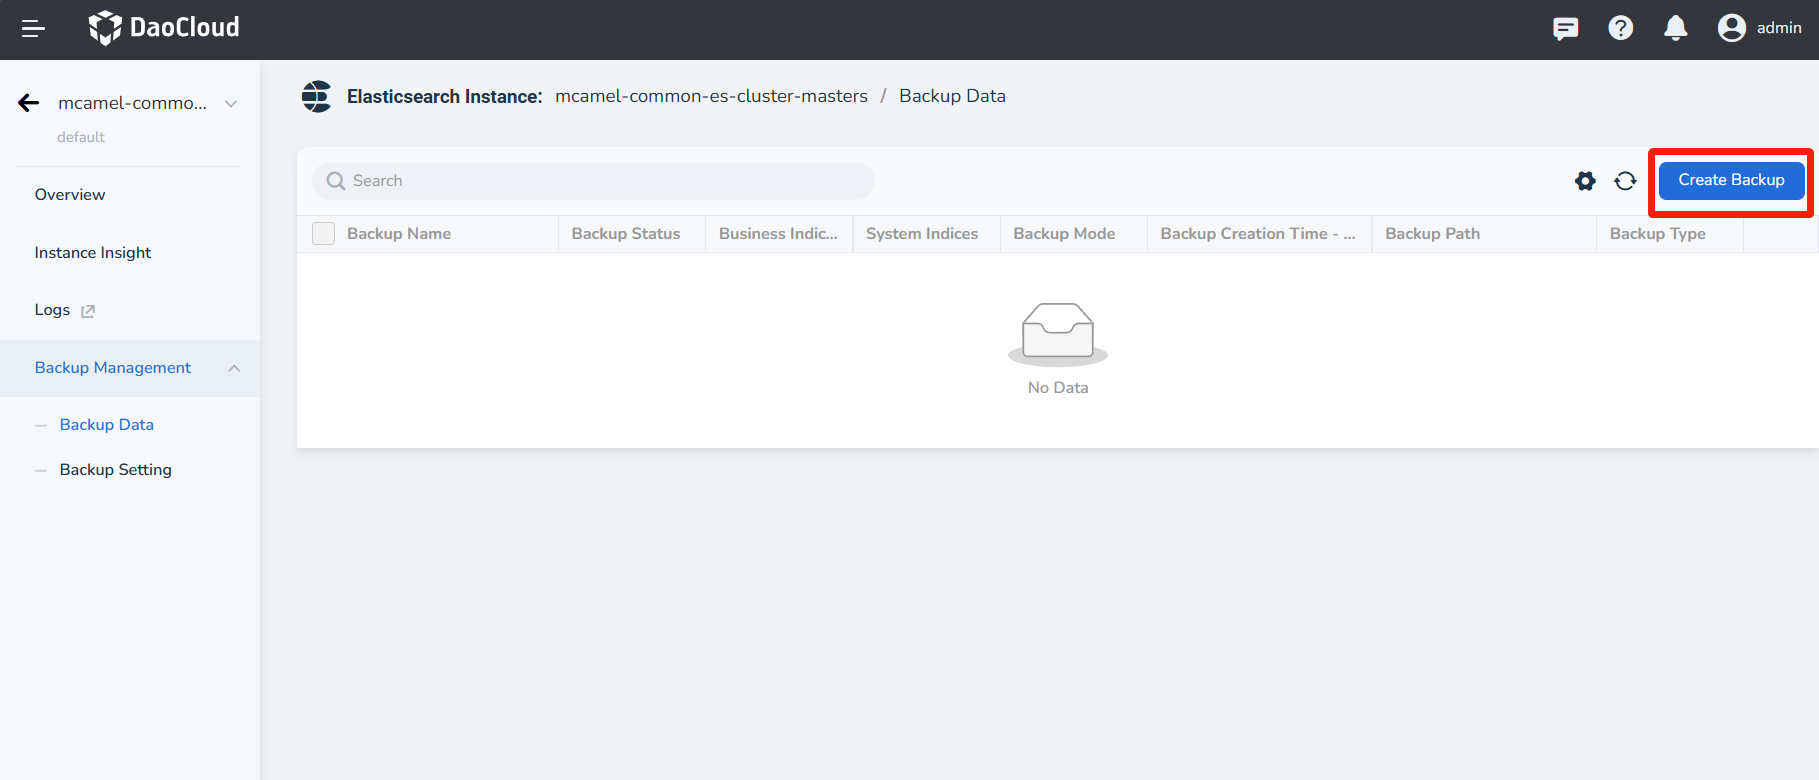 DaoCloud
admin
mcamel-commo...
default
Overview
Instance Insight
Logs
Backup Management
Backup Data
Backup Setting
Elasticsearch Instance: mcamel-common-es-cluster-masters / Backup Data
Search
Create Backup
Backup Name Backup Status Business Indic... System Indices Backup Mode Backup Creation Time - ... Backup Path Backup Type
No Data